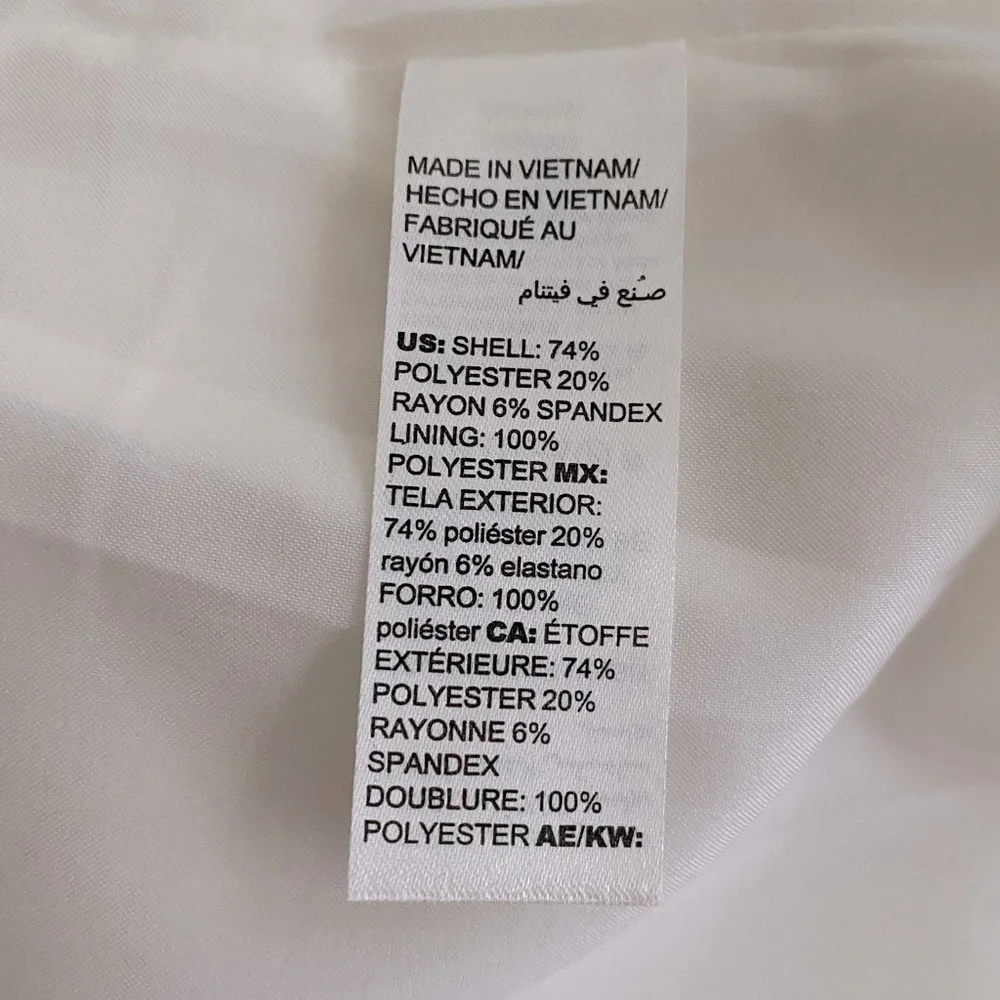 MADE IN VIETNAM/
HECHO EN VIETNAM/
FABRIQUÉ AU
VIETNAM/
صُنع في فيتنام
US: SHELL: 74%
POLYESTER 20%
RAYON 6% SPANDEX
LINING: 100%
POLYESTER MX:
TELA EXTERIOR:
74% poliéster 20%
rayón 6% elastano
FORRO: 100%
poliéster CA: ÉTOFFE
EXTÉRIEURE: 74%
POLYESTER 20%
RAYONNE 6%
SPANDEX
DOUBLURE: 100%
POLYESTER AE/KW: